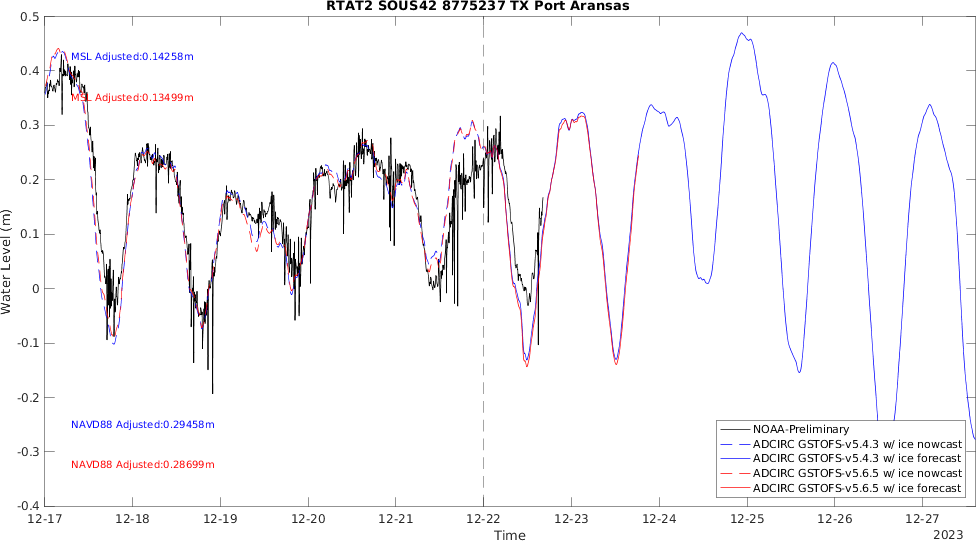 RTAT2 SOUS42 8775237 TX Port Aransas
0.5
0.4
0.3
0.2
0.1
0
-0.1
-0.2
-0.3
-0.4
Water Level (m)
MSL Adjusted:0.14258m
MSL Adjusted:0.13499m
NAVD88 Adjusted:0.29458m
NAVD88 Adjusted:0.28699m
NOAA-Preliminary
ADCIRC GSTOFS-v5.4.3 w/ ice nowcast
ADCIRC GSTOFS-v5.4.3 w/ ice forecast
ADCIRC GSTOFS-v5.6.5 w/ ice nowcast
ADCIRC GSTOFS-v5.6.5 w/ ice forecast
12-17 12-18 12-19 12-20 12-21 12-22 12-23 12-24 12-25 12-26 12-27
Time
2023